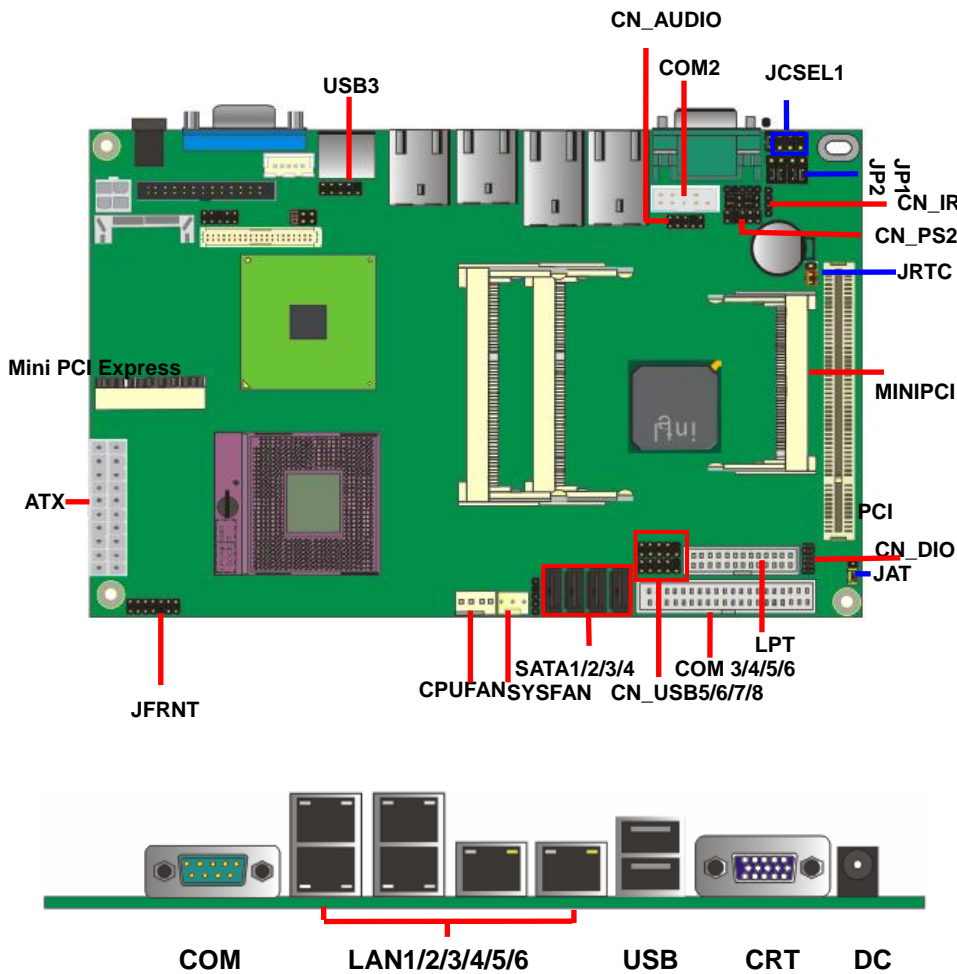 CN_AUDIO
COM2
JCSEL1
USB3
JP1
JP2
CN_IR
CN_PS2
JRTC
Mini PCI Express
MINIPCI
intel
ATX
PCI
CN_DIO
JAT
LPT
SATA1/2/3/4
COM 3/4/5/6
CPUFAN
SYSFAN
CN_USB5/6/7/8
JFRNT
COM
LAN1/2/3/4/5/6
USB
CRT
DC